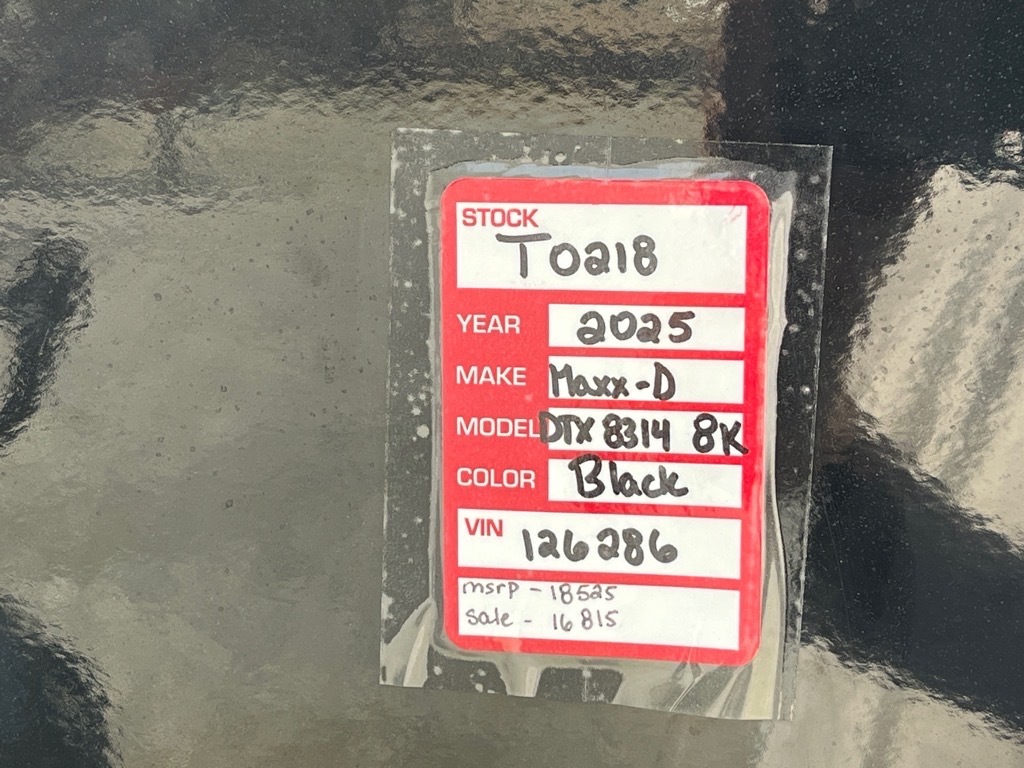 STOCK
T0218
YEAR 2025
MAKE Maxx-D
MODEL DTX 8314 8K
COLOR Black
VIN 126286
msrp - 18525
sale - 16815